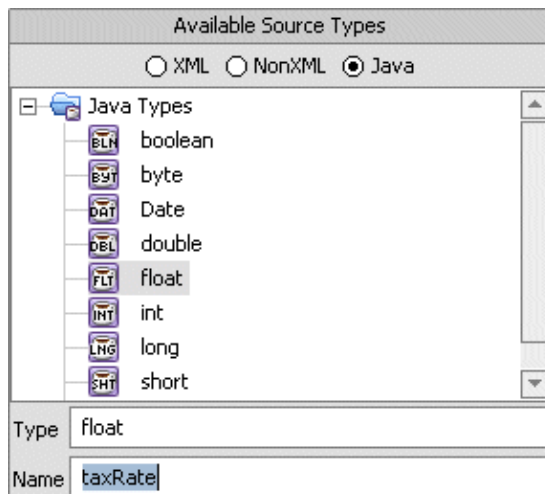 Available Source Types
XML NonXML Java
Java Types
BLN boolean
BYT byte
DAT Date
DBL double
FLT float
INT int
LNG long
SHT short
Type float
Name taxRate